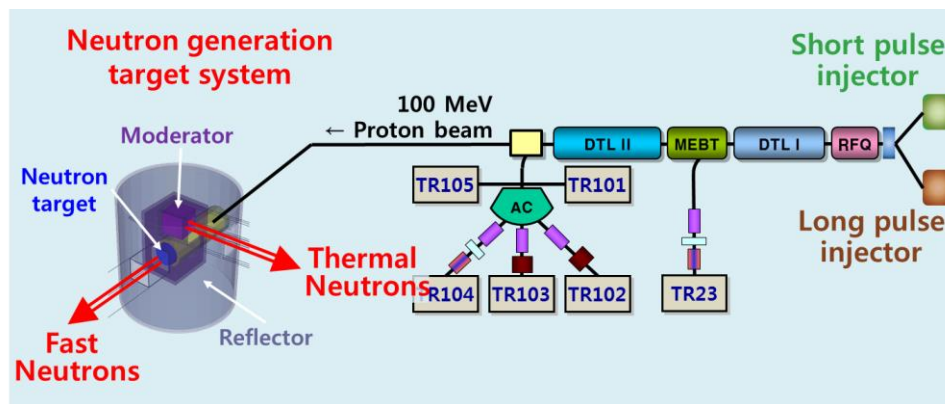 Neutron generation
target system
Short pulse
injector
100 MeV
← Proton beam
Moderator
DTL II
MEBT
DTL I
RFQ
Neutron
target
TR105
TR101
AC
Long pulse
injector
Thermal
Neutrons
TR104
TR103
TR102
TR23
Reflector
Fast
Neutrons